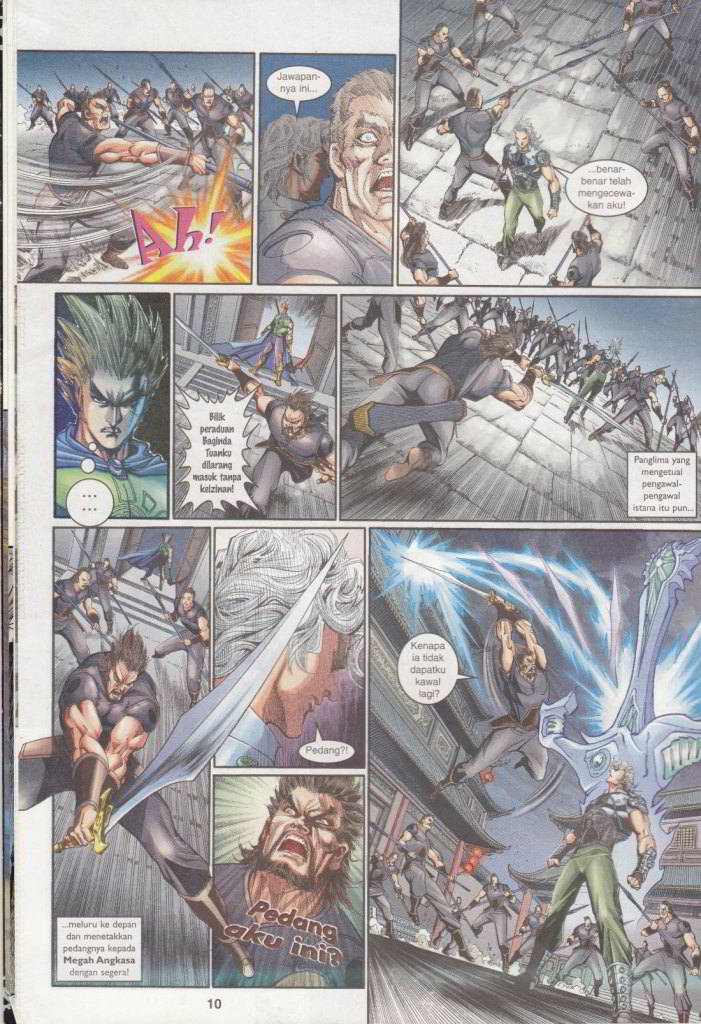 Ah!
Jawapan-
nya ini...
...benar-
benar telah
mengecewa-
kan aku!
...
...
Bilik
peraduan
Baginda
Tuanku
dilarang
masuk tanpa
keizinan!
Panglima yang
mengetuai
pengawal-
pengawal
istana itu pun...
...meluru ke depan
dan menetakkan
pedangnya kepada
Megah Angkasa
dengan segera!
Pedang?!
Pedang
aku ini?
Kenapa
ia tidak
dapatku
kawal
lagi?
10